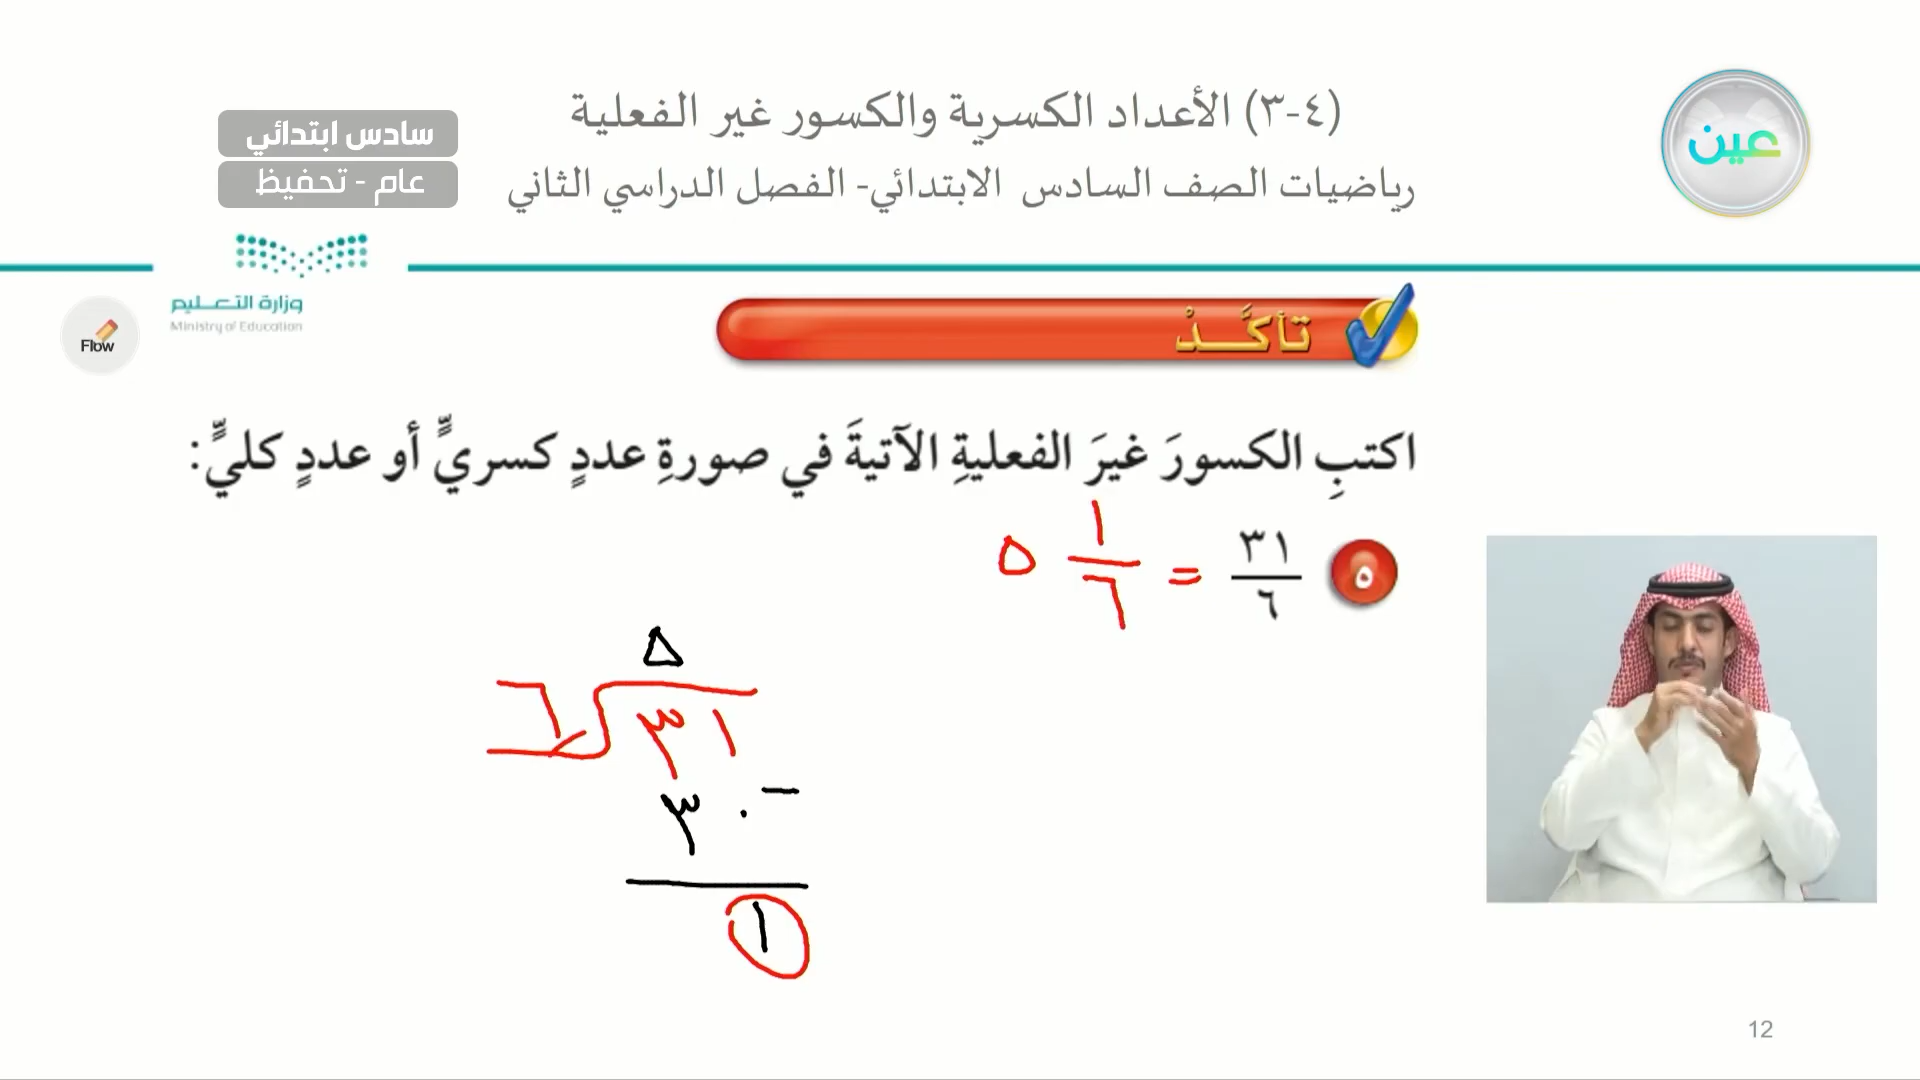 (٤-٣) الأعداد الكسرية والكسور غير الفعلية
رياضيات الصف السادس الابتدائي- الفصل الدراسي الثاني
سادس ابتدائي
عام - تحفيظ
عين
وزارة التعليم
Ministry of Education
Flow
تأكَّدْ
اكتبِ الكسورَ غيرَ الفعليةِ الآتيةَ في صورةِ عددٍ كسريٍّ أو عددٍ كليٍّ:
٥ ٣١/٦ = ١/٦ ٥
٥
٦ ٣١
٣٠ −
١
12